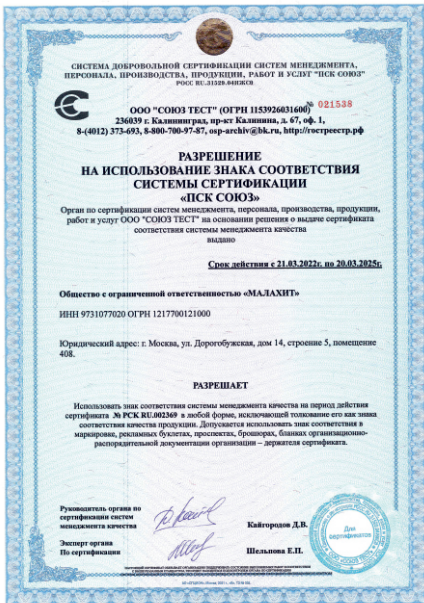 СИСТЕМА ДОБРОВОЛЬНОЙ СЕРТИФИКАЦИИ СИСТЕМ МЕНЕДЖМЕНТА,
ПЕРСОНАЛА, ПРОИЗВОДСТВА, ПРОДУКЦИИ, РАБОТ И УСЛУГ "ПСК СОЮЗ"
РОСС RU.31529.04ИЖС0
№ 021538
ООО "СОЮЗ ТЕСТ" (ОГРН 1153926031600)
236039 г. Калининград, пр-кт Калинина, д. 67, оф. 1,
8-(4012) 373-693, 8-800-700-97-87, osp-archiv@bk.ru, http://гостреестр.рф
РАЗРЕШЕНИЕ
НА ИСПОЛЬЗОВАНИЕ ЗНАКА СООТВЕТСТВИЯ
СИСТЕМЫ СЕРТИФИКАЦИИ
«ПСК СОЮЗ»
Орган по сертификации систем менеджмента, персонала, производства, продукции,
работ и услуг ООО "СОЮЗ ТЕСТ" на основании решения о выдаче сертификата
соответствия системы менеджмента качества
выдано
Срок действия с 21.03.2022г. по 20.03.2025г.
Общество с ограниченной ответственностью «МАЛАХИТ»
ИНН 9731077020 ОГРН 1217700121000
Юридический адрес: г. Москва, ул. Дорогобужская, дом 14, строение 5, помещение
408.
РАЗРЕШАЕТ
Использовать знак соответствия системы менеджмента качества на период действия
сертификата № РСК RU.002369 в любой форме, исключающей толкование его как знака
соответствия качества продукции. Допускается использовать знак соответствия в
маркировке, рекламных буклетах, проспектах, брошюрах, бланках организационно-
распорядительной документации организации – держателя сертификата.
Руководитель органа по
сертификации систем
менеджмента качества
Кайгородов Д.В.
Эксперт органа
По сертификации
Шельпова Е.П.
Для
сертификатов